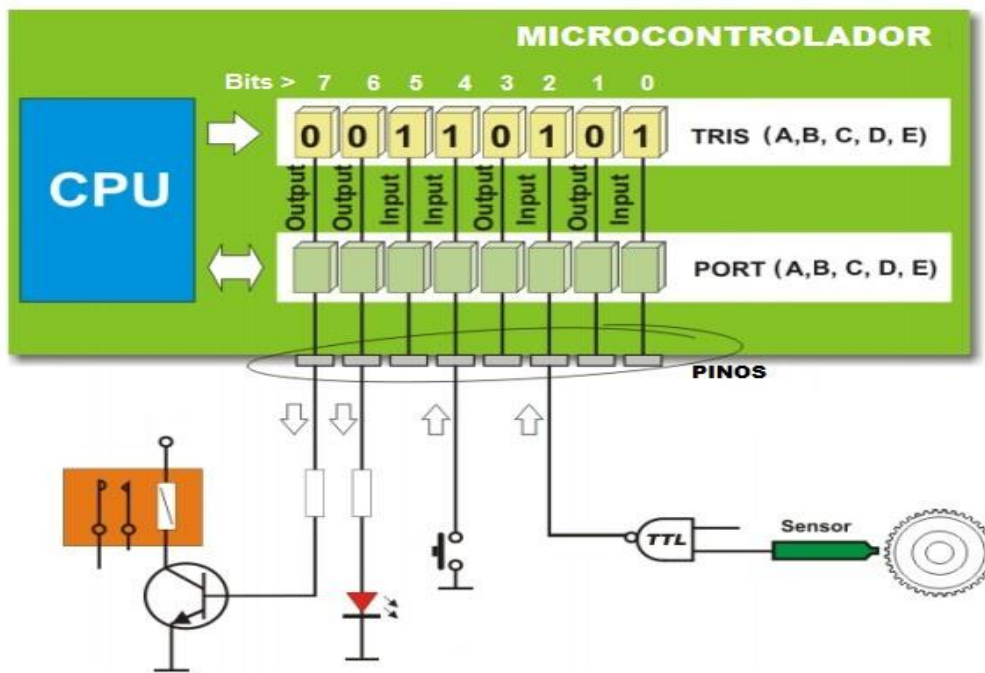 MICROCONTROLADOR
Bits > 7 6 5 4 3 2 1 0
CPU
0 0 1 1 0 1 0 1
TRIS (A,B, C, D, E)
Output Output Input Input Output Input Output Input
PORT (A,B, C, D, E)
PINOS
TTL
Sensor